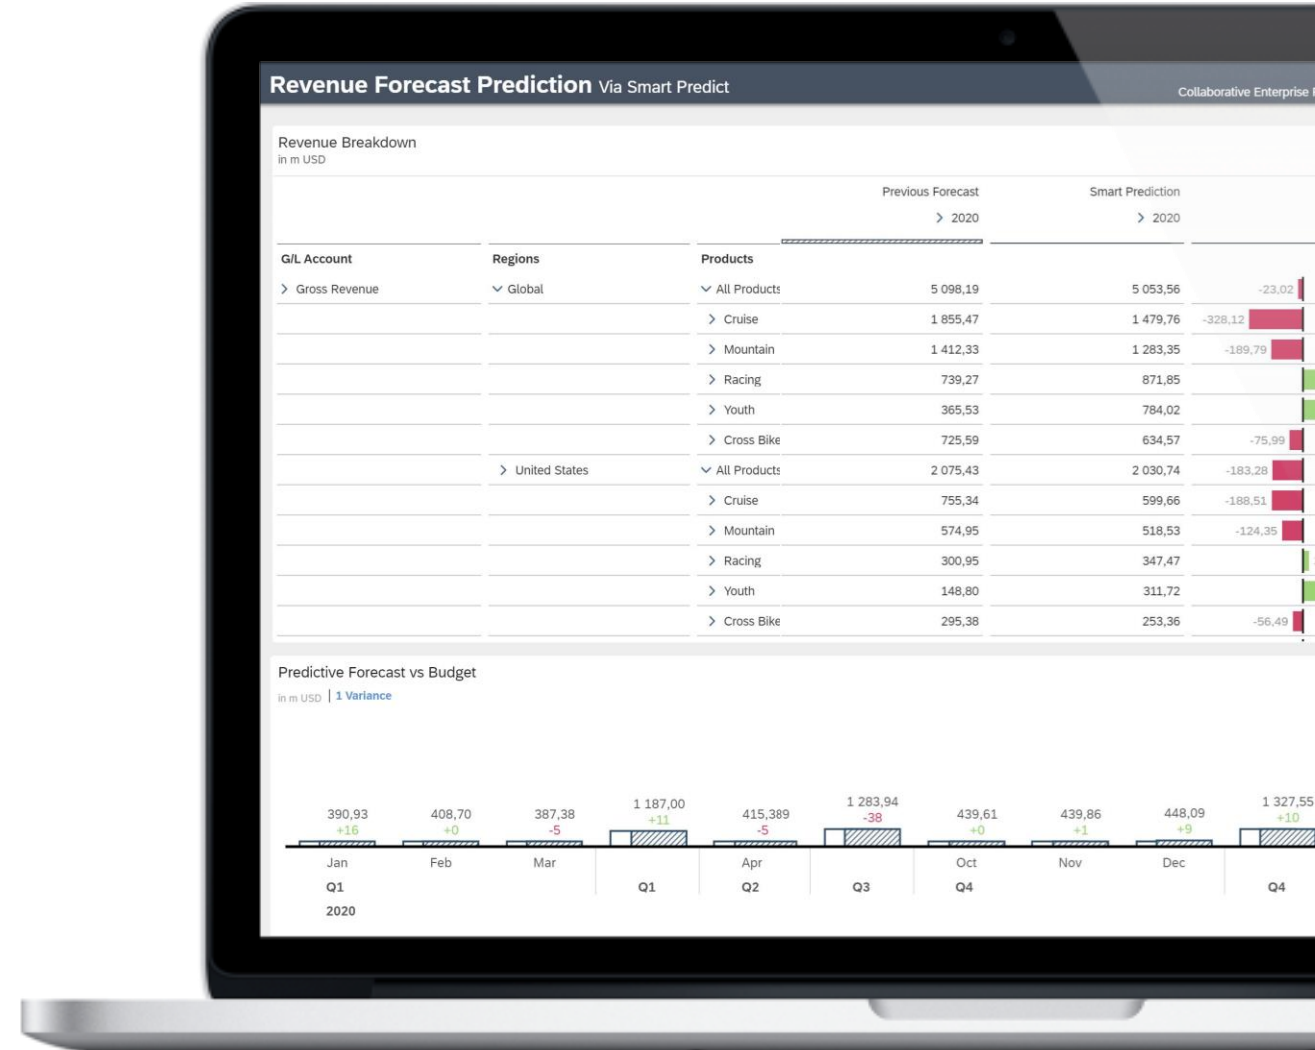 Revenue Forecast Prediction Via Smart Predict
Collaborative Enterprise
Revenue Breakdown
in m USD
Previous Forecast Smart Prediction
2020 2020
G/L Account Regions Products
Gross Revenue Global All Products 5 098,19 5 053,56 -23,02
Cruise 1 855,47 1 479,76 -328,12
Mountain 1 412,33 1 283,35 -189,79
Racing 739,27 871,85
Youth 365,53 784,02
Cross Bike 725,59 634,57 -75,99
United States All Products 2 075,43 2 030,74 -183,28
Cruise 755,34 599,66 -188,51
Mountain 574,95 518,53 -124,35
Racing 300,95 347,47
Youth 148,80 311,72
Cross Bike 295,38 253,36 -56,49
Predictive Forecast vs Budget
in m USD | 1 Variance
390,93 408,70 387,38 1 187,00 415,389 1 283,94 439,61 439,86 448,09 1 327,55
+16 +0 -5 +11 -5 -38 +0 +1 +9 +10
Jan Feb Mar Apr Oct Nov Dec
Q1 Q1 Q2 Q3 Q4 Q4
2020